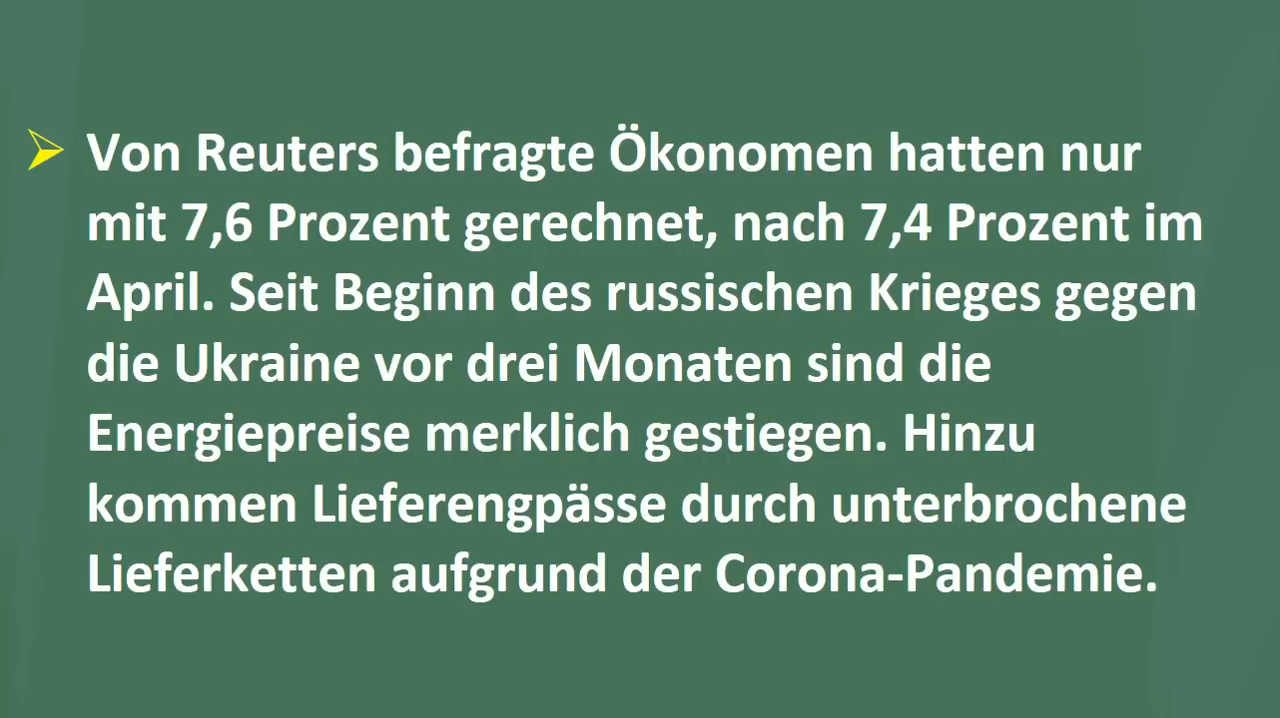 Von Reuters befragte Ökonomen hatten nur
mit 7,6 Prozent gerechnet, nach 7,4 Prozent im
April. Seit Beginn des russischen Krieges gegen
die Ukraine vor drei Monaten sind die
Energiepreise merklich gestiegen. Hinzu
kommen Lieferengpässe durch unterbrochene
Lieferketten aufgrund der Corona-Pandemie.